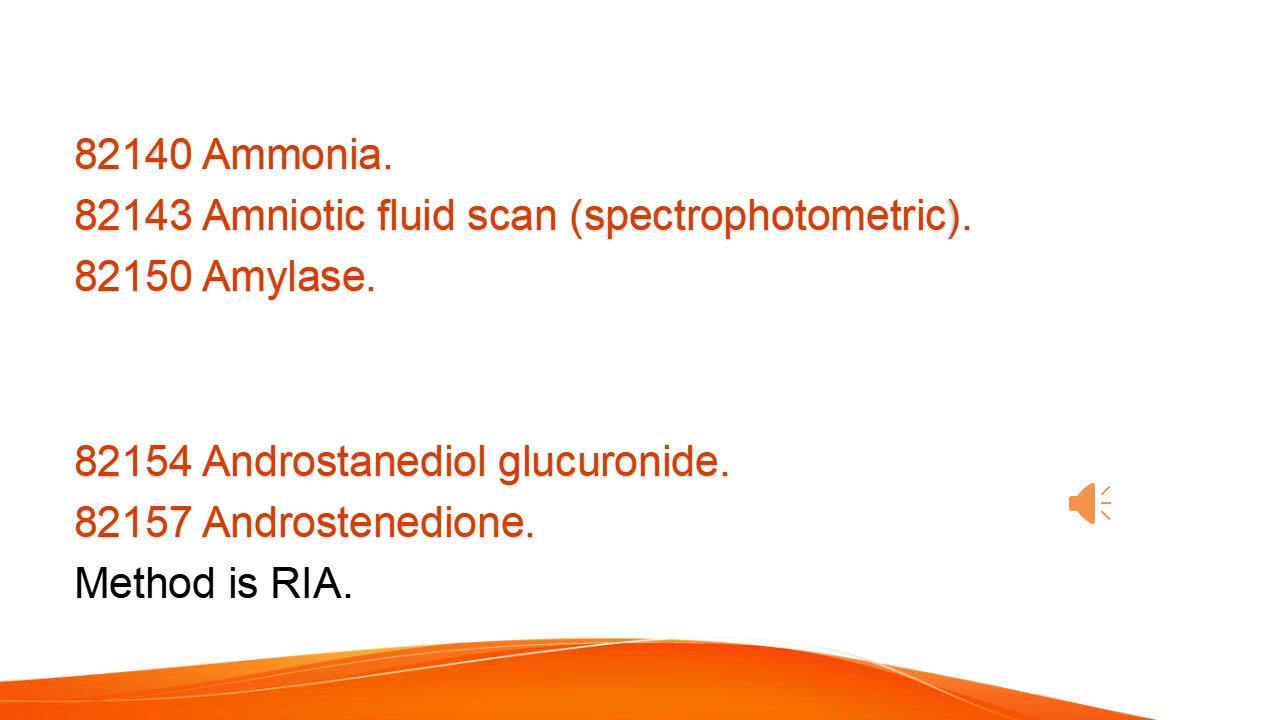 82140 Ammonia.
82143 Amniotic fluid scan (spectrophotometric).
82150 Amylase.
82154 Androstanediol glucuronide.
82157 Androstenedione.
Method is RIA.